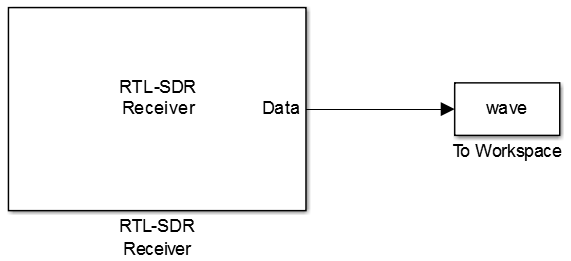 RTL-SDR
Receiver
Data
wave
To Workspace
RTL-SDR
Receiver